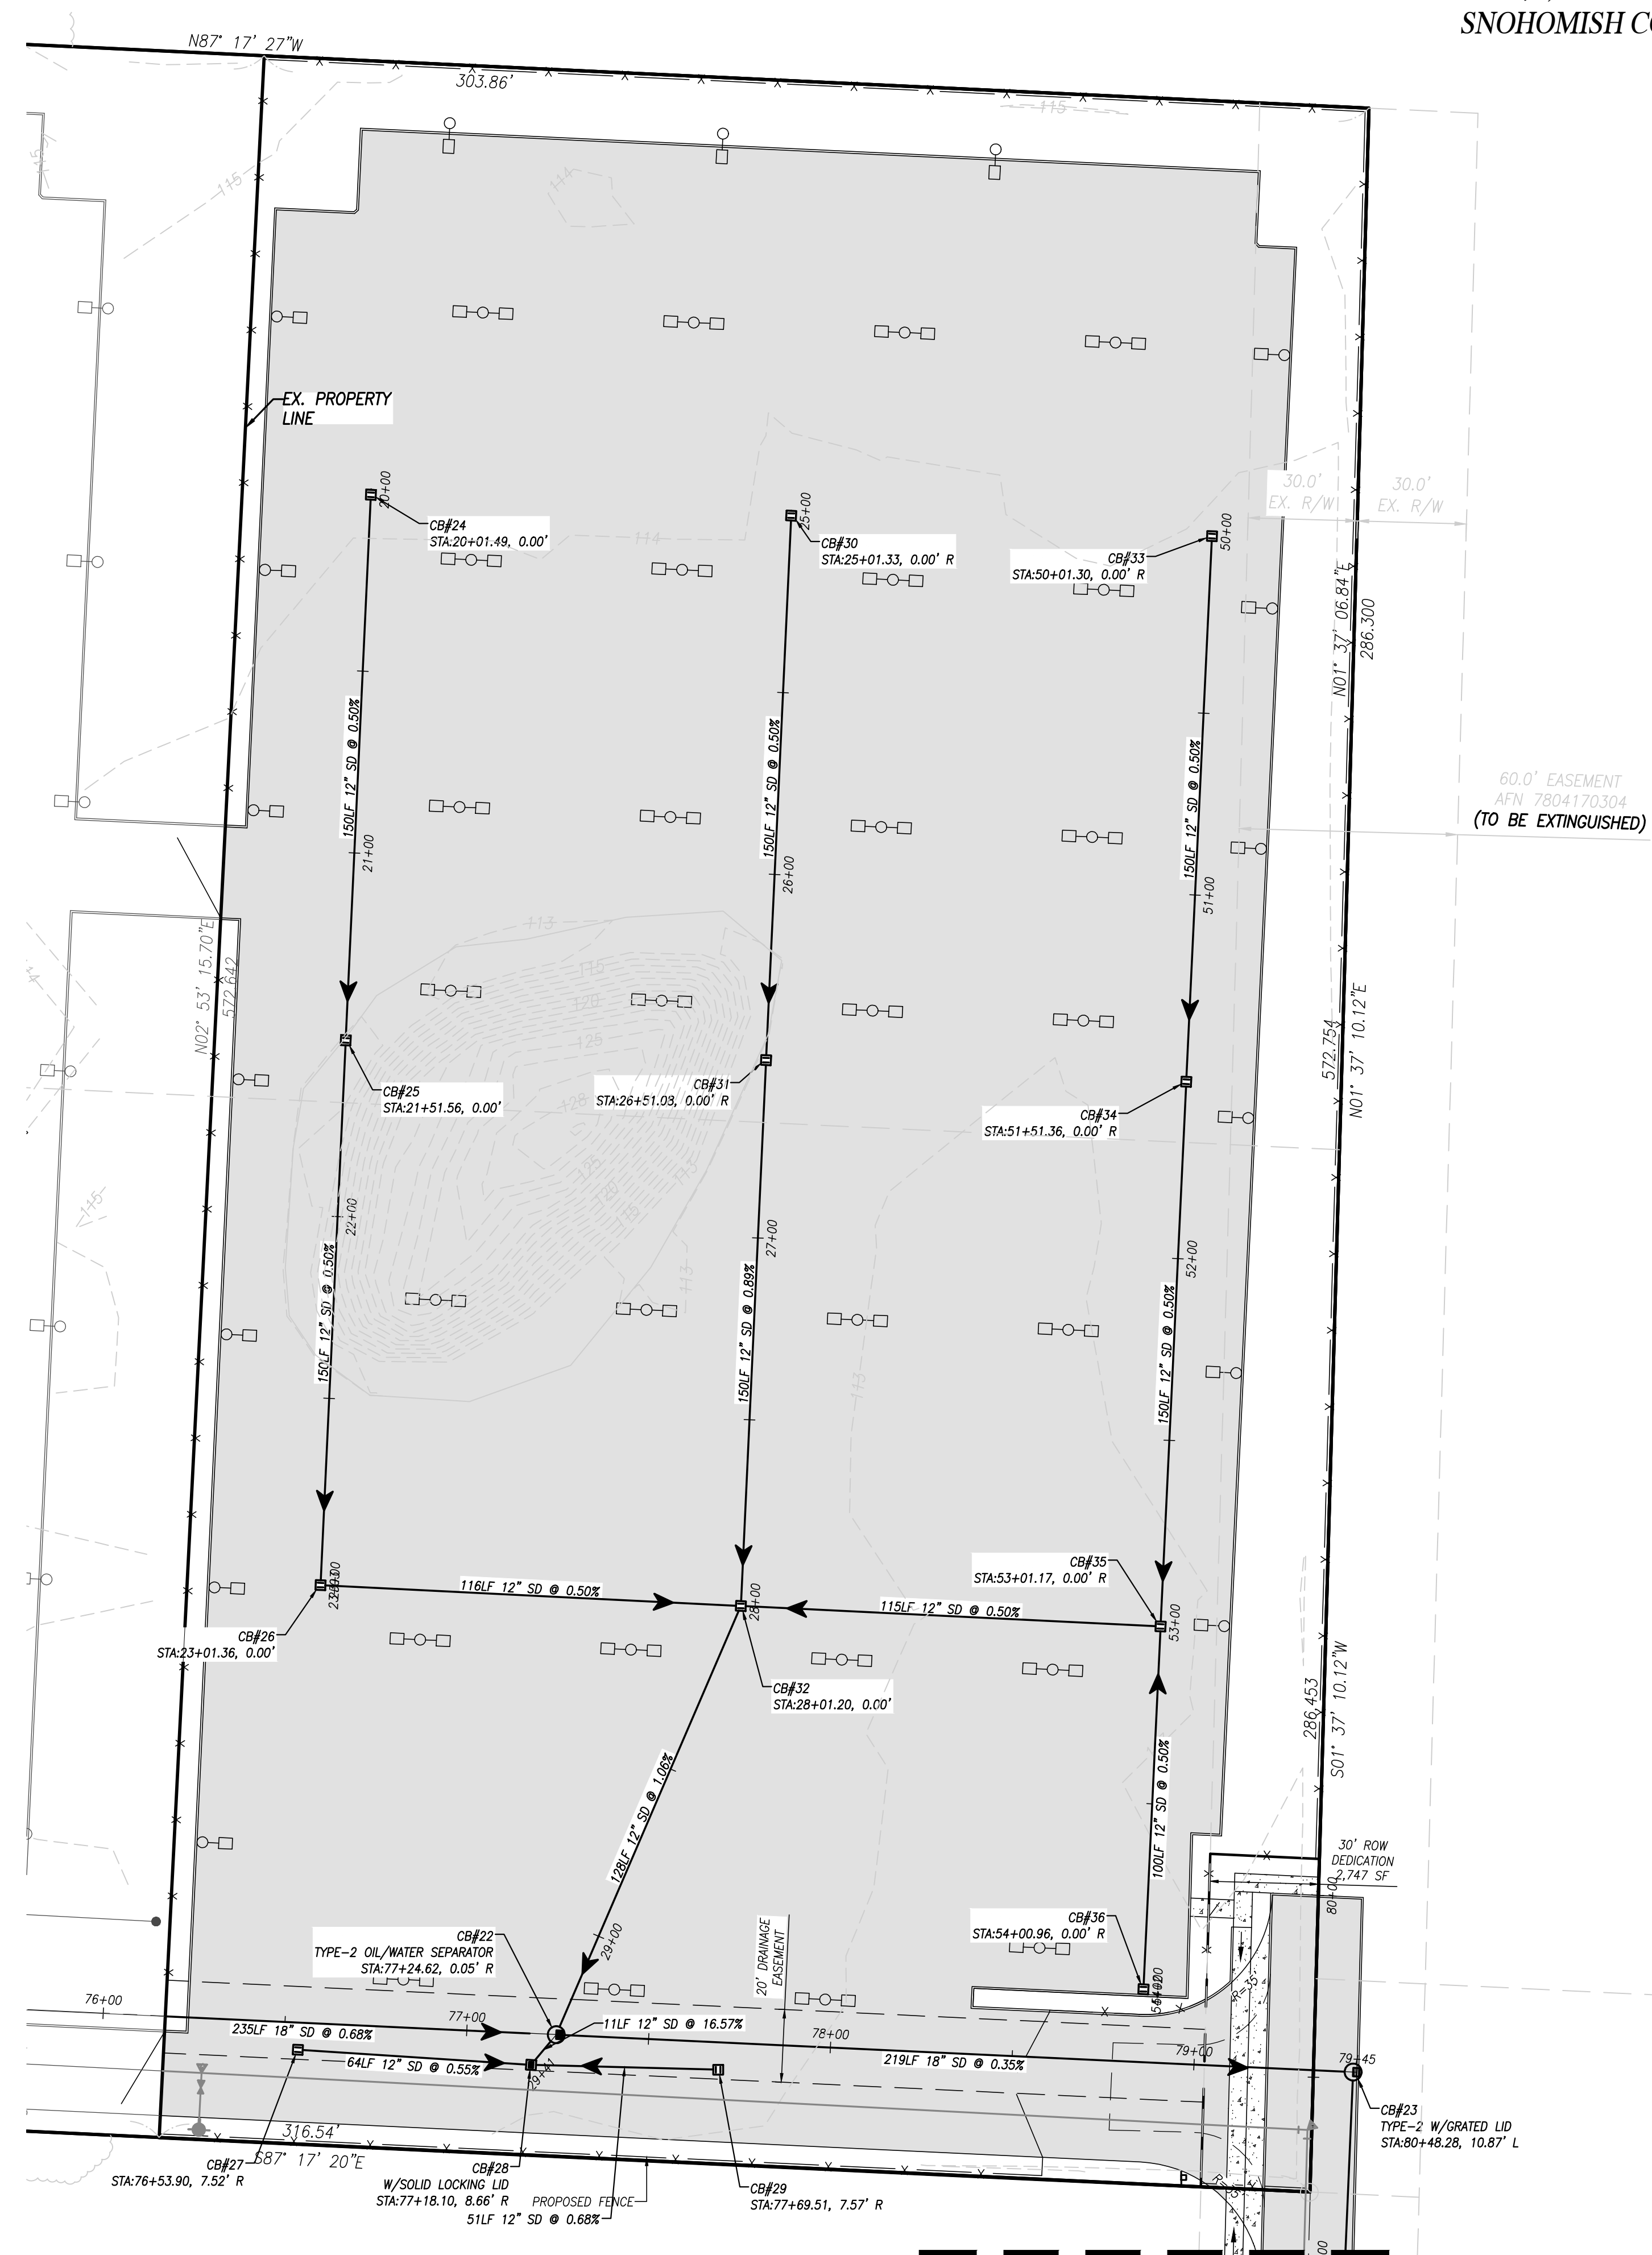 SNOHOMISH CO
N87° 17' 27"W
303.86'
115
115
114
EX. PROPERTY
LINE
30.0'
EX. R/W
30.0'
EX. R/W
20+00
CB#24
STA:20+01.49, 0.00'
114
25+00
CB#30
STA:25+01.33, 0.00' R
50+00
CB#33
STA:50+01.30, 0.00' R
N01° 37' 06.84"E
286.300
150LF 12" SD @ 0.50%
150LF 12" SD @ 0.50%
150LF 12" SD @ 0.50%
60.0' EASEMENT
AFN 7804170304
(TO BE EXTINGUISHED)
21+00
26+00
51+00
113
115
120
125
128
125
120
115
113
113
113
N02° 53' 15.70"E
572.642
572.754
N01° 37' 10.12"E
CB#25
STA:21+51.56, 0.00'
CB#31
STA:26+51.08, 0.00' R
CB#34
STA:51+51.36, 0.00' R
115
22+00
27+00
52+00
150LF 12" SD @ 0.50%
150LF 12" SD @ 0.89%
150LF 12" SD @ 0.50%
CB#35
STA:53+01.17, 0.00' R
116LF 12" SD @ 0.50%
115LF 12" SD @ 0.50%
28+00
53+00
CB#26
STA:23+01.36, 0.00'
CB#32
STA:28+01.20, 0.00'
286.453
S01° 37' 10.12"W
128LF 12" SD @ 1.06%
100LF 12" SD @ 0.50%
30' ROW
DEDICATION
2,747 SF
80+00
CB#22
TYPE-2 OIL/WATER SEPARATOR
STA:77+24.62, 0.05' R
29+00
20' DRAINAGE
EASEMENT
CB#36
STA:54+00.96, 0.00' R
R=35'
76+00
77+00
78+00
79+00
79+45
235LF 18" SD @ 0.68%
11LF 12" SD @ 16.57%
64LF 12" SD @ 0.55%
219LF 18" SD @ 0.35%
29+41
316.54'
S87° 17' 20"E
CB#27
STA:76+53.90, 7.52' R
CB#28
W/SOLID LOCKING LID
STA:77+18.10, 8.66' R
51LF 12" SD @ 0.68%
PROPOSED FENCE
CB#29
STA:77+69.51, 7.57' R
CB#23
TYPE-2 W/GRATED LID
STA:80+48.28, 10.87' L